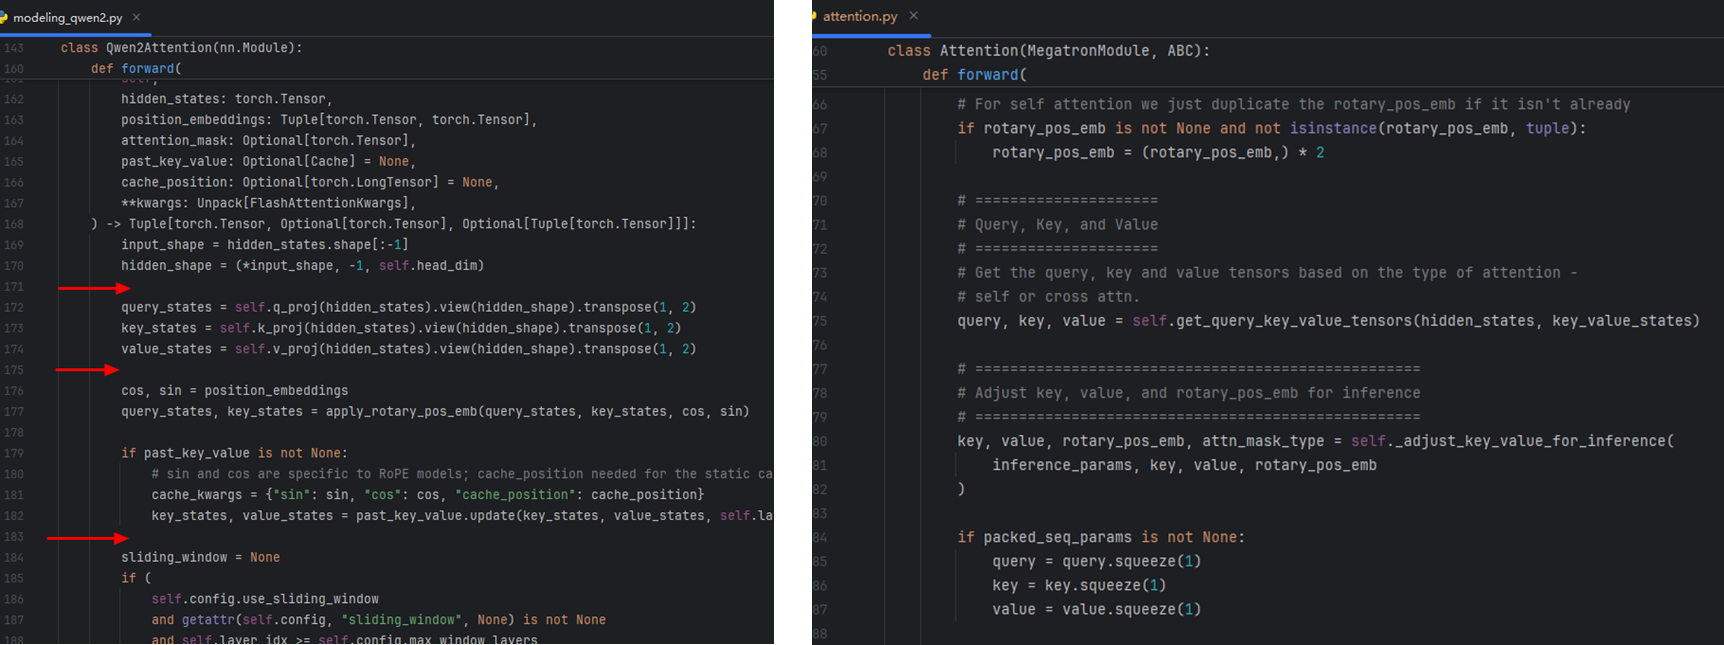 modeling_qwen2.py ×
143 class Qwen2Attention(nn.Module):
160 def forward(
162 hidden_states: torch.Tensor,
163 position_embeddings: Tuple[torch.Tensor, torch.Tensor],
164 attention_mask: Optional[torch.Tensor],
165 past_key_value: Optional[Cache] = None,
166 cache_position: Optional[torch.LongTensor] = None,
167 **kwargs: Unpack[FlashAttentionKwargs],
168 ) -> Tuple[torch.Tensor, Optional[torch.Tensor], Optional[Tuple[torch.Tensor]]]:
169 input_shape = hidden_states.shape[:-1]
170 hidden_shape = (*input_shape, -1, self.head_dim)
171
172 query_states = self.q_proj(hidden_states).view(hidden_shape).transpose(1, 2)
173 key_states = self.k_proj(hidden_states).view(hidden_shape).transpose(1, 2)
174 value_states = self.v_proj(hidden_states).view(hidden_shape).transpose(1, 2)
175
176 cos, sin = position_embeddings
177 query_states, key_states = apply_rotary_pos_emb(query_states, key_states, cos, sin)
178
179 if past_key_value is not None:
180 # sin and cos are specific to RoPE models; cache_position needed for the static ca
181 cache_kwargs = {"sin": sin, "cos": cos, "cache_position": cache_position}
182 key_states, value_states = past_key_value.update(key_states, value_states, self.la
183
184 sliding_window = None
185 if (
186 self.config.use_sliding_window
187 and getattr(self.config, "sliding_window", None) is not None
188 and self.layer_idx >= self.config.max_window_layers
attention.py ×
60 class Attention(MegatronModule, ABC):
55 def forward(
66 # For self attention we just duplicate the rotary_pos_emb if it isn't already
67 if rotary_pos_emb is not None and not isinstance(rotary_pos_emb, tuple):
68 rotary_pos_emb = (rotary_pos_emb,) * 2
69
70 # =====================
71 # Query, Key, and Value
72 # =====================
73 # Get the query, key and value tensors based on the type of attention -
74 # self or cross attn.
75 query, key, value = self.get_query_key_value_tensors(hidden_states, key_value_states)
76
77 # ===================================================
78 # Adjust key, value, and rotary_pos_emb for inference
79 # ===================================================
80 key, value, rotary_pos_emb, attn_mask_type = self._adjust_key_value_for_inference(
81 inference_params, key, value, rotary_pos_emb
82 )
83
84 if packed_seq_params is not None:
85 query = query.squeeze(1)
86 key = key.squeeze(1)
87 value = value.squeeze(1)
88